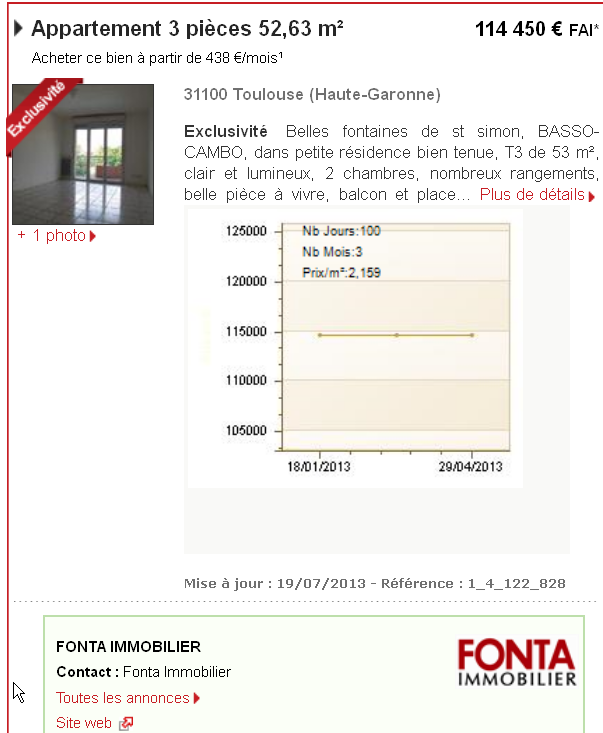 Appartement 3 pièces 52,63 m²
114 450 € FAI*
Acheter ce bien à partir de 438 €/mois¹
Exclusivité
31100 Toulouse (Haute-Garonne)
Exclusivité Belles fontaines de st simon, BASSO-
CAMBO, dans petite résidence bien tenue, T3 de 53 m²,
clair et lumineux, 2 chambres, nombreux rangements,
belle pièce à vivre, balcon et place... Plus de détails
+ 1 photo
Nb Jours:100
Nb Mois:3
Prix/m²:2,159
125000
120000
115000
110000
105000
18/01/2013
29/04/2013
Mise à jour : 19/07/2013 - Référence : 1_4_122_828
FONTA IMMOBILIER
Contact : Fonta Immobilier
Toutes les annonces
Site web
FONTA
IMMOBILIER